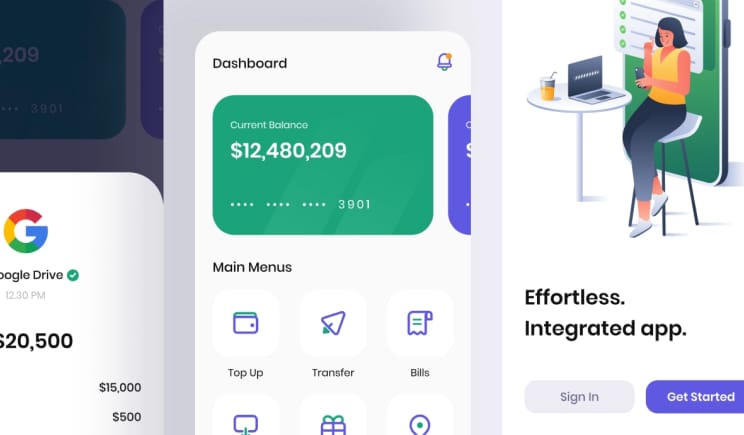 ,209
3901
oogle Drive
12.30 PM
$20,500
$15,000
$500
Dashboard
Current Balance
$12,480,209
•••• •••• •••• 3901
Main Menus
Top Up
Transfer
Bills
Effortless.
Integrated app.
Sign In
Get Started